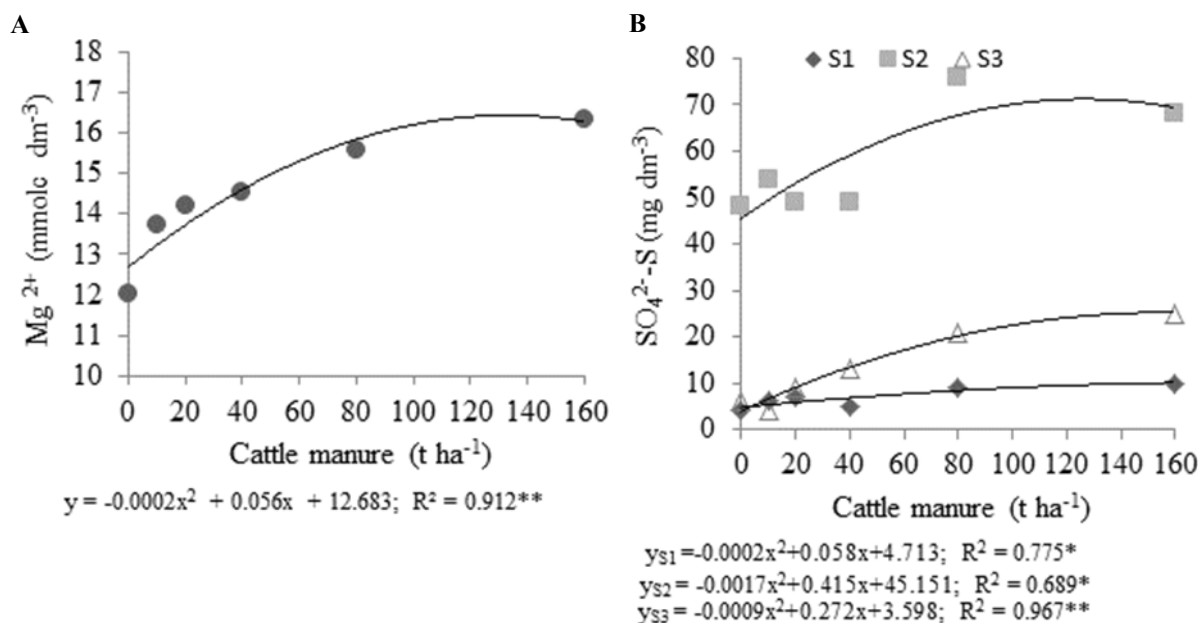 A
Mg 2+ (mmolc dm-3)
18
17
16
15
14
13
12
11
10
0 20 40 60 80 100 120 140 160
Cattle manure (t ha-1)
y = -0.0002x2 + 0.056x + 12.683; R² = 0.912**
B
S1 S2 S3
SO42--S (mg dm-3)
80
70
60
50
40
30
20
10
0
0 20 40 60 80 100 120 140 160
Cattle manure (t ha-1)
yS1 =-0.0002x2+0.058x+4.713; R2 = 0.775*
yS2 = -0.0017x2+0.415x+45.151; R2 = 0.689*
yS3 = -0.0009x2+0.272x+3.598; R2 = 0.967**